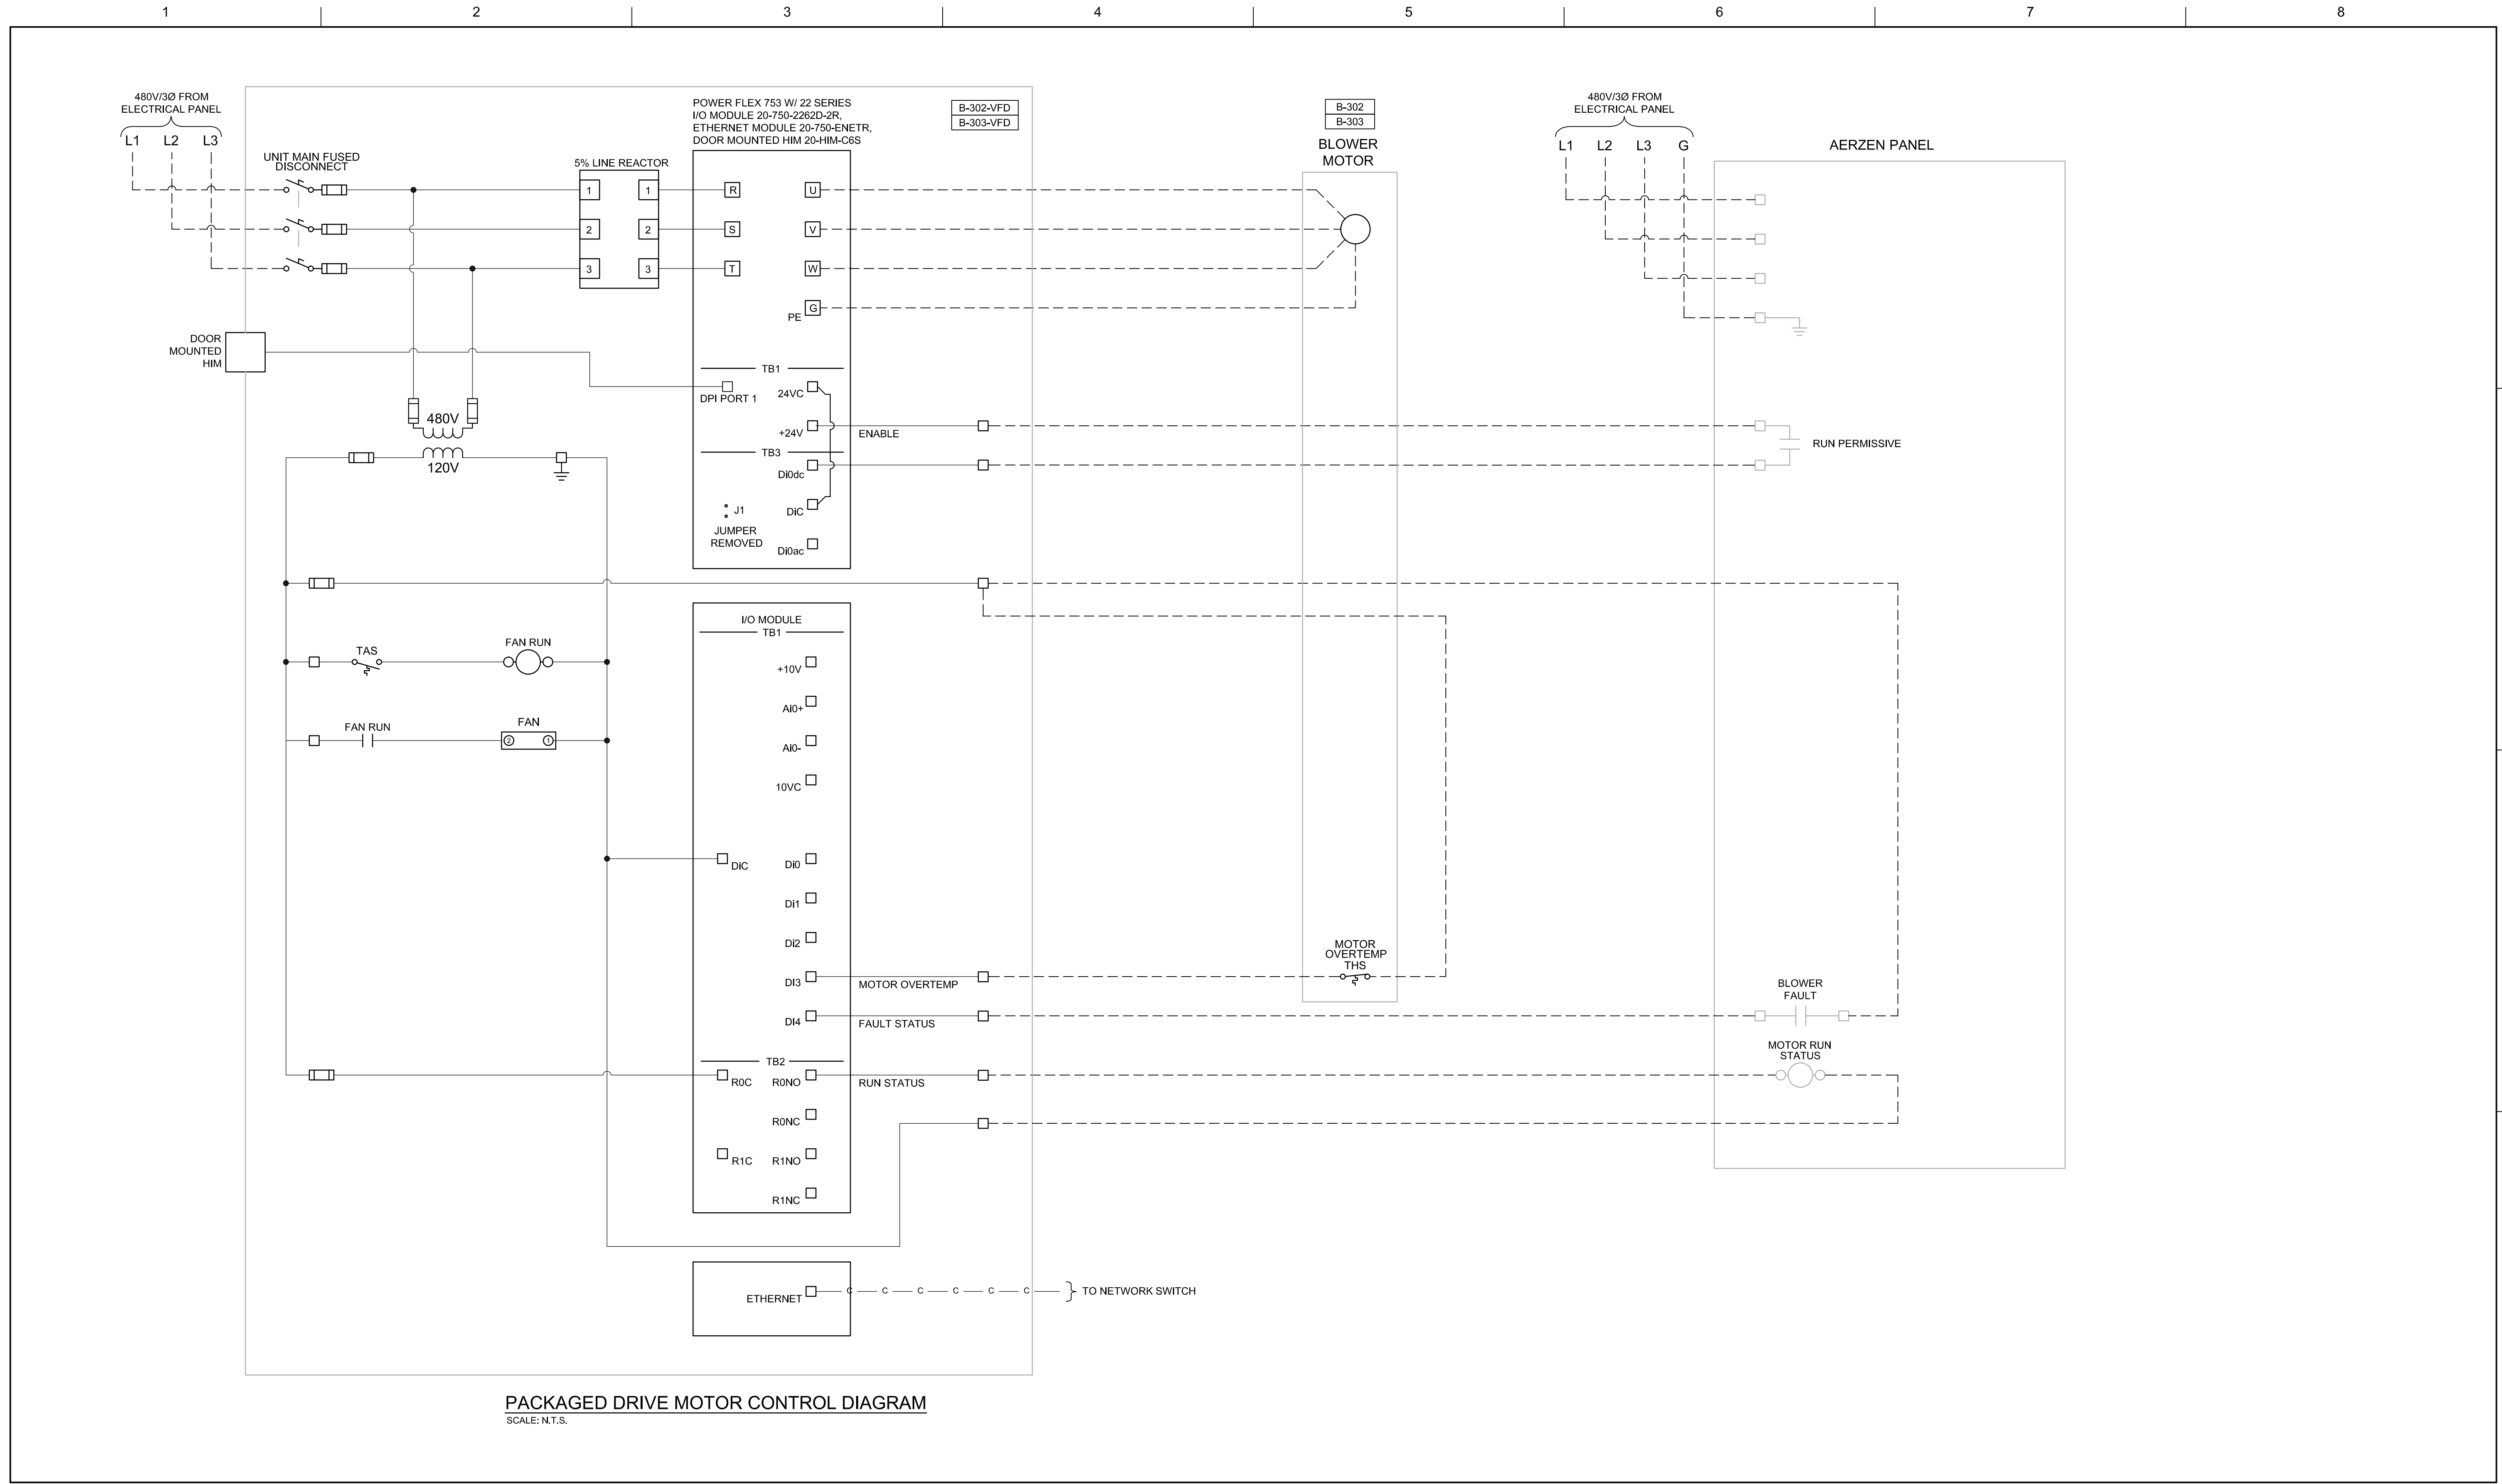 1
2
3
4
5
6
7
8
480V/3Ø FROM
ELECTRICAL PANEL
L1
L2
L3
UNIT MAIN FUSED
DISCONNECT
5% LINE REACTOR
1
1
2
2
3
3
POWER FLEX 753 W/ 22 SERIES
I/O MODULE 20-750-2262D-2R,
ETHERNET MODULE 20-750-ENETR,
DOOR MOUNTED HIM 20-HIM-C6S
B-302-VFD
B-303-VFD
R
U
S
V
T
W
G
PE
B-302
B-303
BLOWER
MOTOR
480V/3Ø FROM
ELECTRICAL PANEL
L1
L2
L3
G
AERZEN PANEL
DOOR
MOUNTED
HIM
TB1
DPI PORT 1
24VC
+24V
ENABLE
TB3
Di0dc
J1
JUMPER
REMOVED
DiC
Di0ac
RUN PERMISSIVE
480V
120V
I/O MODULE
TB1
TAS
FAN RUN
+10V
Ai0+
FAN RUN
FAN
2
1
Ai0-
10VC
DIC
Di0
Di1
Di2
DI3
MOTOR OVERTEMP
MOTOR
OVERTEMP
THS
DI4
FAULT STATUS
BLOWER
FAULT
TB2
R0C
R0NO
RUN STATUS
MOTOR RUN
STATUS
R0NC
R1C
R1NO
R1NC
ETHERNET
C C C C C C
TO NETWORK SWITCH
PACKAGED DRIVE MOTOR CONTROL DIAGRAM
SCALE: N.T.S.